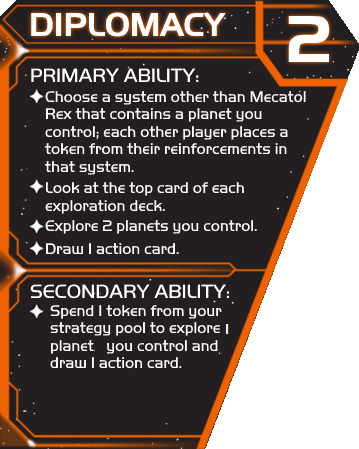 DIPLOMACY
2
PRIMARY ABILITY:
Choose a system other than Mecatol
Rex that contains a planet you
control; each other player places a
token from their reinforcements in
that system.
Look at the top card of each
exploration deck.
Explore 2 planets you control.
Draw 1 action card.
SECONDARY ABILITY:
Spend 1 token from your
strategy pool to explore 1
planet you control and
draw 1 action card.